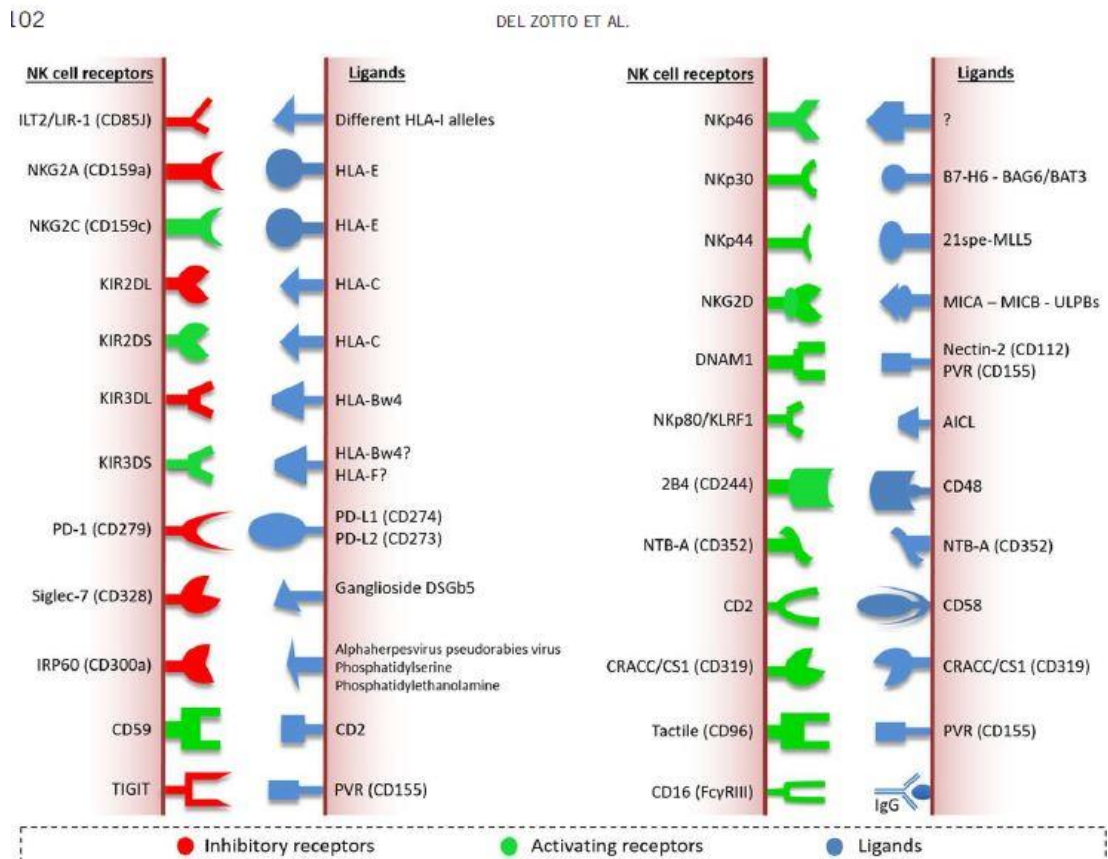 102
DEL ZOTTO ET AL.
NK cell receptors
Ligands
ILT2/LIR-1 (CD85J)
Different HLA-I alleles
NKG2A (CD159a)
HLA-E
NKG2C (CD159c)
HLA-E
KIR2DL
HLA-C
KIR2DS
HLA-C
KIR3DL
HLA-Bw4
KIR3DS
HLA-Bw4?
HLA-F?
PD-1 (CD279)
PD-L1 (CD274)
PD-L2 (CD273)
Siglec-7 (CD328)
Ganglioside DSGb5
IRP60 (CD300a)
Alphaherpesvirus pseudorabies virus
Phosphatidylserine
Phosphatidylethanolamine
CD59
CD2
TIGIT
PVR (CD155)
NK cell receptors
Ligands
NKp46
?
NKp30
B7-H6 - BAG6/BAT3
NKp44
21spe-MLL5
NKG2D
MICA – MICB - ULPBs
DNAM1
Nectin-2 (CD112)
PVR (CD155)
NKp80/KLRF1
AICL
2B4 (CD244)
CD48
NTB-A (CD352)
NTB-A (CD352)
CD2
CD58
CRACC/CS1 (CD319)
CRACC/CS1 (CD319)
Tactile (CD96)
PVR (CD155)
CD16 (FcγRIII)
IgG
Inhibitory receptors
Activating receptors
Ligands